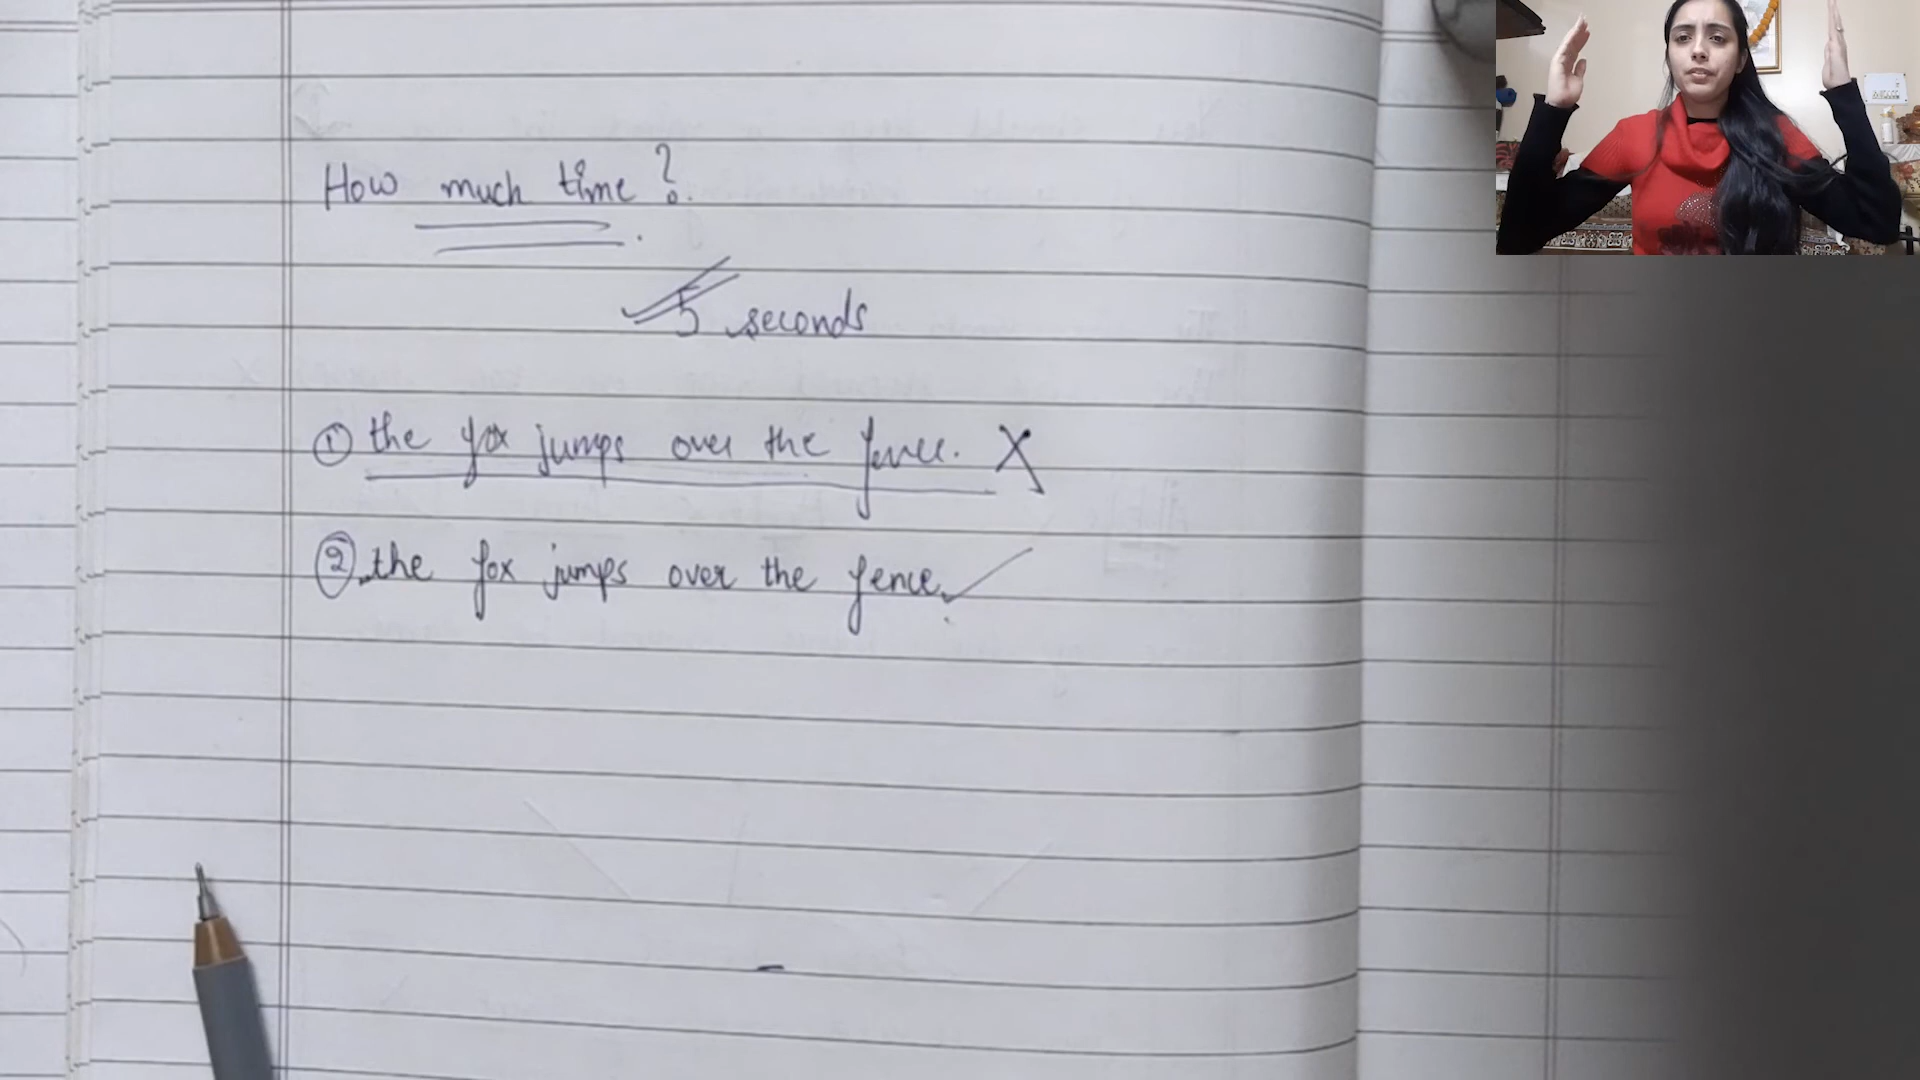 How much time?
5 seconds
① the fox jumps over the fence. X
②. the fox jumps over the fence.